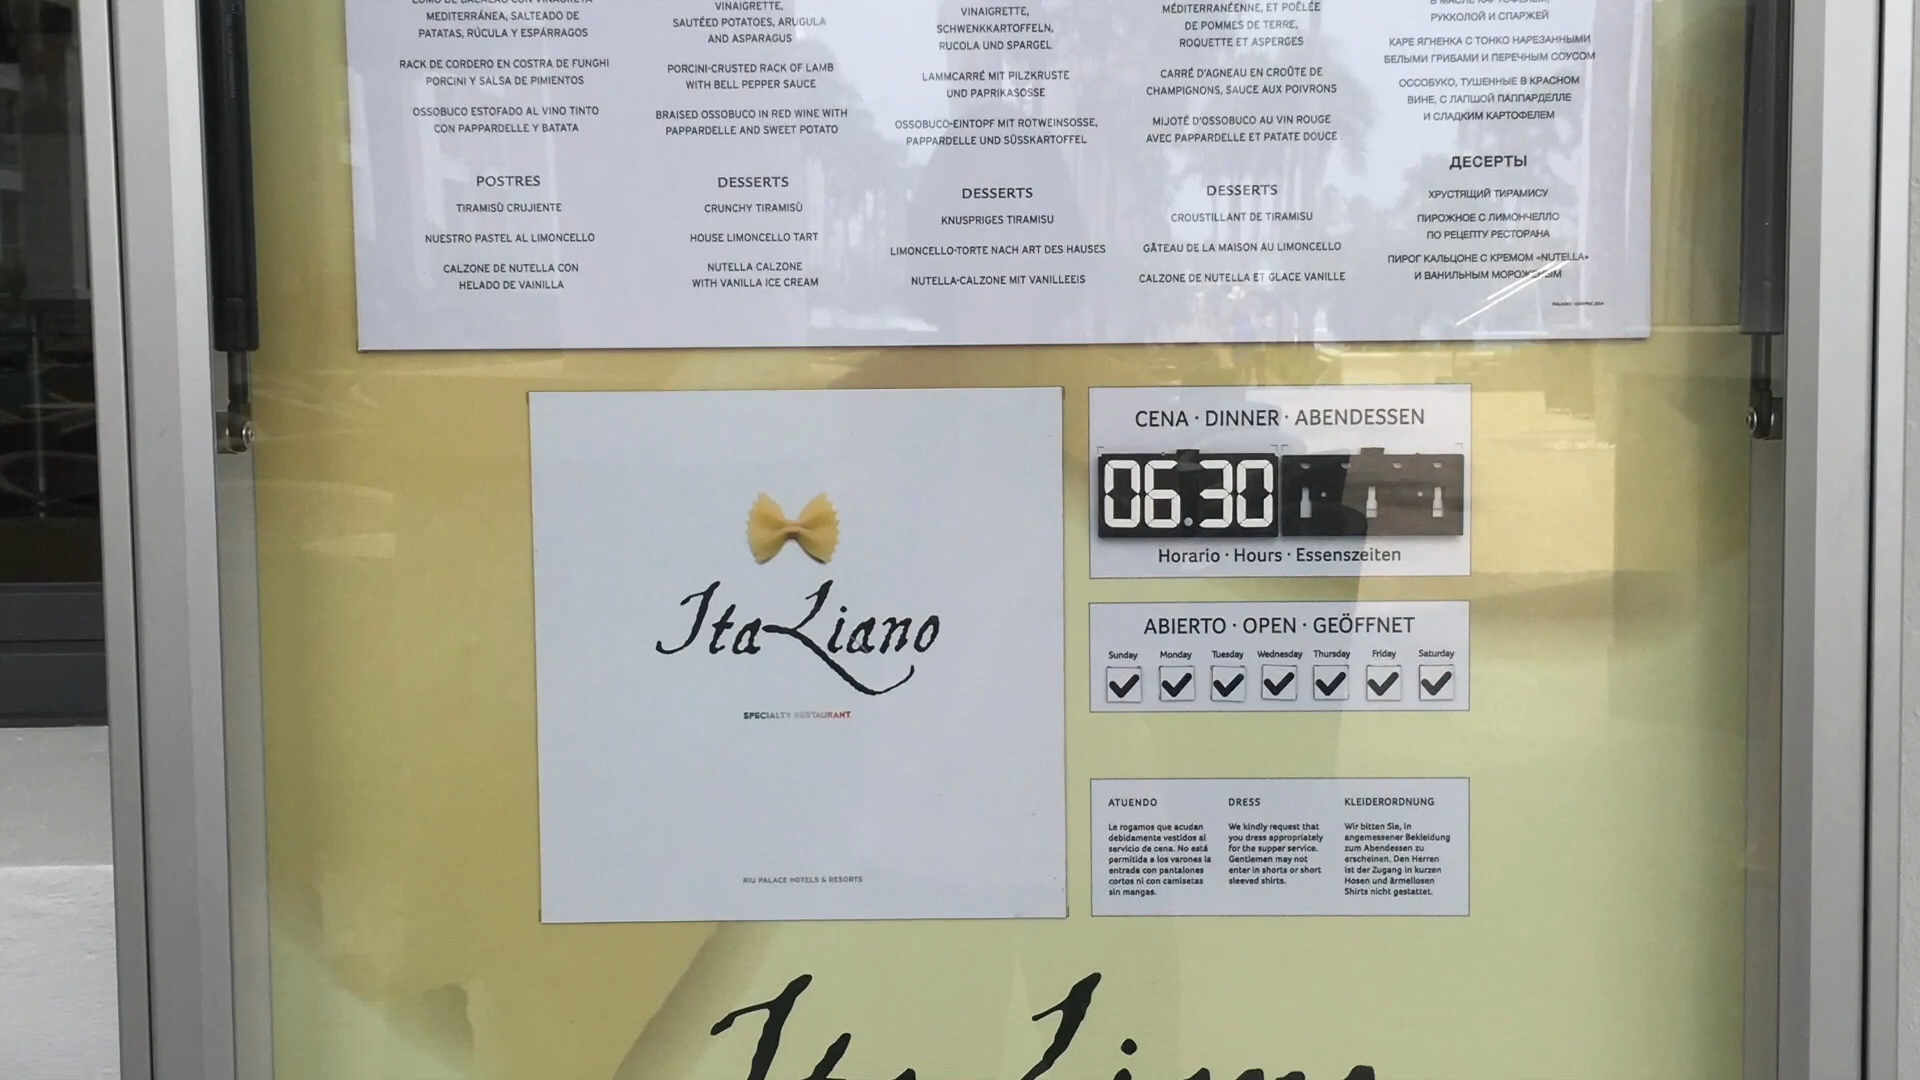 MEDITERRÁNEA, SALTEADO DE
PATATAS, RÚCULA Y ESPÁRRAGOS
RACK DE CORDERO EN COSTRA DE FUNGHI
PORCINI Y SALSA DE PIMIENTOS
OSSOBUCO ESTOFADO AL VINO TINTO
CON PAPPARDELLE Y BATATA
POSTRES
TIRAMISÙ CRUJIENTE
NUESTRO PASTEL AL LIMONCELLO
CALZONE DE NUTELLA CON
HELADO DE VAINILLA
VINAIGRETTE,
SAUTÉED POTATOES, ARUGULA
AND ASPARAGUS
PORCINI-CRUSTED RACK OF LAMB
WITH BELL PEPPER SAUCE
BRAISED OSSOBUCO IN RED WINE WITH
PAPPARDELLE AND SWEET POTATO
DESSERTS
CRUNCHY TIRAMISÙ
HOUSE LIMONCELLO TART
NUTELLA CALZONE
WITH VANILLA ICE CREAM
VINAIGRETTE,
SCHWENKKARTOFFELN,
RUCOLA UND SPARGEL
LAMMCARRÉ MIT PILZKRUSTE
UND PAPRIKASOSSE
OSSOBUCO-EINTOPF MIT ROTWEINSOSSE,
PAPPARDELLE UND SÜSSKARTOFFEL
DESSERTS
KNUSPRIGES TIRAMISU
LIMONCELLO-TORTE NACH ART DES HAUSES
NUTELLA-CALZONE MIT VANILLEEIS
MÉDITERRANÉENNE, ET POÊLÉE
DE POMMES DE TERRE,
ROQUETTE ET ASPERGES
CARRÉ D'AGNEAU EN CROÛTE DE
CHAMPIGNONS, SAUCE AUX POIVRONS
MIJOTÉ D'OSSOBUCO AU VIN ROUGE
AVEC PAPPARDELLE ET PATATE DOUCE
DESSERTS
CROUSTILLANT DE TIRAMISU
GÂTEAU DE LA MAISON AU LIMONCELLO
CALZONE DE NUTELLA ET GLACE VANILLE
РУККОЛОЙ И СПАРЖЕЙ
КАРЕ ЯГНЕНКА С ТОНКО НАРЕЗАННЫМИ
БЕЛЫМИ ГРИБАМИ И ПЕРЕЧНЫМ СОУСОМ
ОССОБУКО, ТУШЕННЫЕ В КРАСНОМ
ВИНЕ, С ЛАПШОЙ ПАППАРДЕЛЛЕ
И СЛАДКИМ КАРТОФЕЛЕМ
ДЕСЕРТЫ
ХРУСТЯЩИЙ ТИРАМИСУ
ПИРОЖНОЕ С ЛИМОНЧЕЛЛО
ПО РЕЦЕПТУ РЕСТОРАНА
ПИРОГ КАЛЬЦОНЕ С КРЕМОМ «NUTELLA»
И ВАНИЛЬНЫМ МОРОЖЕНЫМ
ItaLiano
SPECIALTY RESTAURANT
RIU PALACE HOTELS & RESORTS
CENA · DINNER · ABENDESSEN
06.30
Horario · Hours · Essenszeiten
ABIERTO · OPEN · GEÖFFNET
Sunday Monday Tuesday Wednesday Thursday Friday Saturday
ATUENDO
Le rogamos que acudan
debidamente vestidos al
servicio de cena. No está
permitida a los varones la
entrada con pantalones
cortos ni con camisetas
sin mangas.
DRESS
We kindly request that
you dress appropriately
for the supper service.
Gentlemen may not
enter in shorts or short
sleeved shirts.
KLEIDERORDNUNG
Wir bitten Sie, in
angemessener Bekleidung
zum Abendessen zu
erscheinen. Den Herren
ist der Zugang in kurzen
Hosen und ärmellosen
Shirts nicht gestattet.
ItaLiano